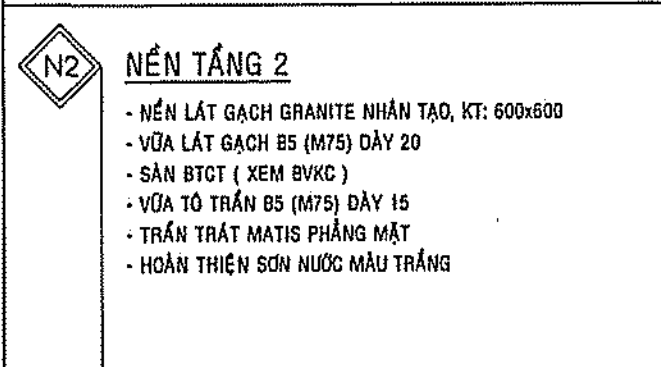 N2
NỀN TẦNG 2
- NỀN LÁT GẠCH GRANITE NHÂN TẠO, KT: 600x600
- VỮA LÁT GẠCH B5 (M75) DÀY 20
- SÀN BTCT ( XEM BVKC )
- VỮA TÔ TRẦN B5 (M75) DÀY 15
- TRẦN TRÁT MATIS PHẲNG MẶT
- HOÀN THIỆN SƠN NƯỚC MÀU TRẮNG